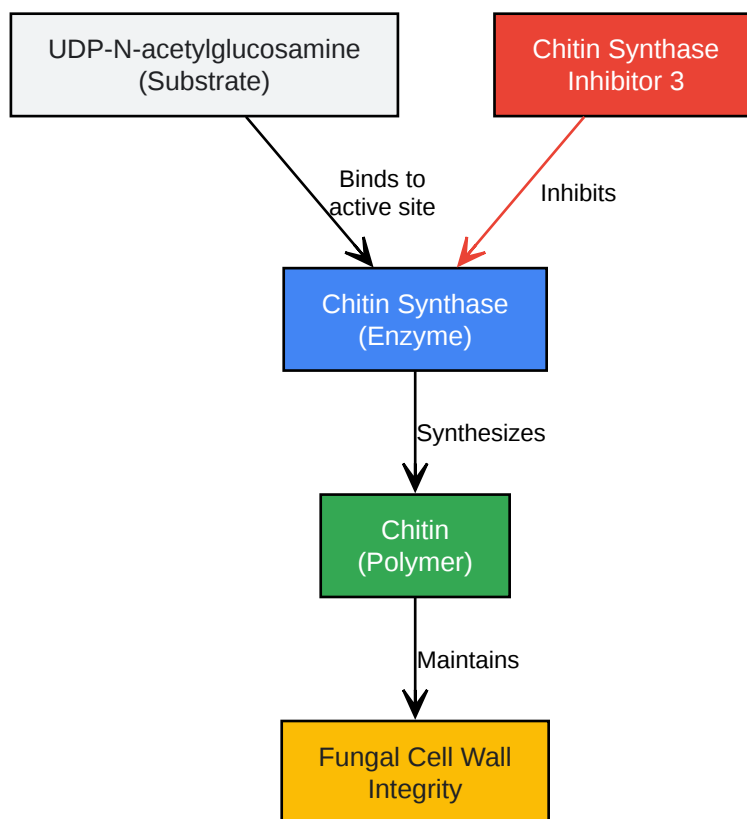 UDP-N-acetylglucosamine
(Substrate)
Chitin Synthase
Inhibitor 3
Binds to
active site
Inhibits
Chitin Synthase
(Enzyme)
Synthesizes
Chitin
(Polymer)
Maintains
Fungal Cell Wall
Integrity